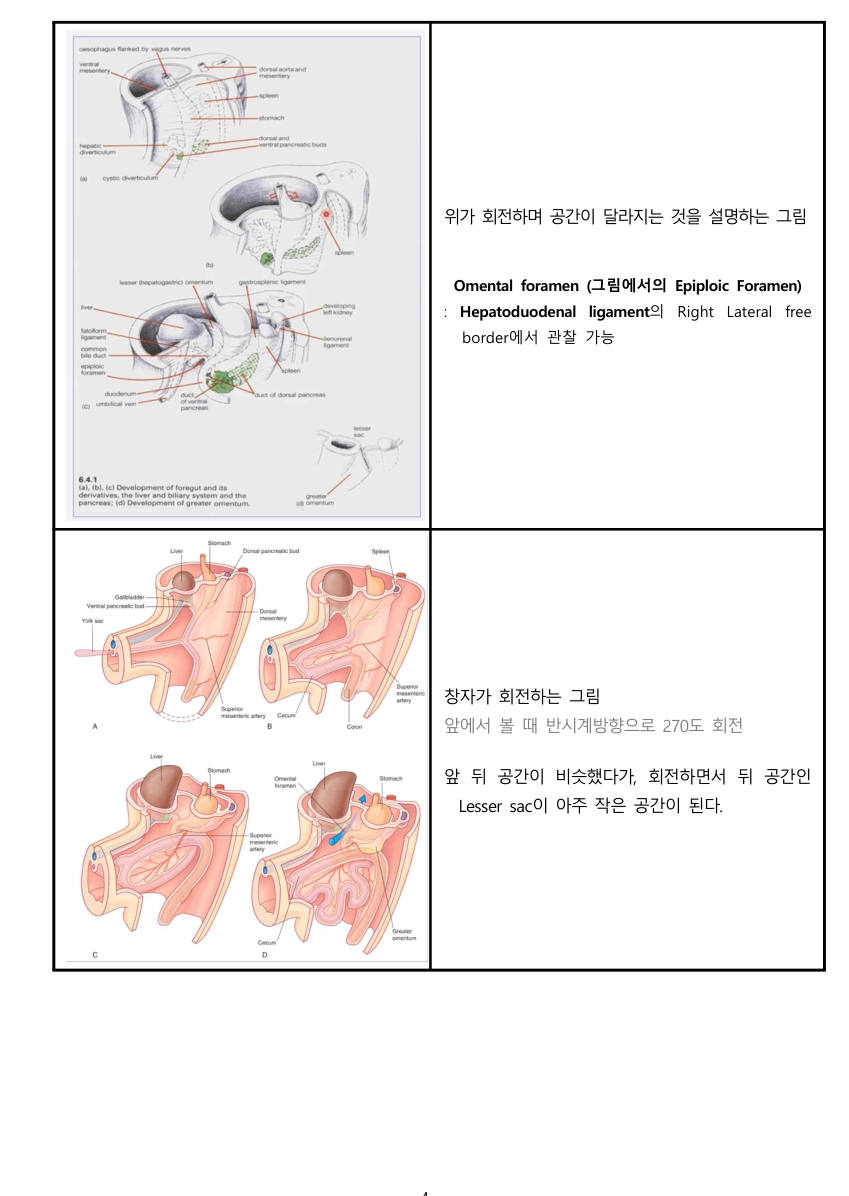 oesophagus flanked by vagus nerves
ventral
mesentery
dorsal aorta and
mesentery
spleen
stomach
hepatic
diverticulum
dorsal and
ventral pancreatic buds
(a)
cystic diverticulum
spleen
(b)
lesser (hepatogastric) omentum
gastrosplenic ligament
liver
developing
left kidney
falciform
ligament
lienorenal
ligament
common
bile duct
epiploic
foramen
spleen
duodenum
duct
of ventral
pancreas
duct of dorsal pancreas
(c)
umbilical vein
lesser
sac
6.4.1
(a), (b), (c) Development of foregut and its
derivatives, the liver and biliary system and the
pancreas; (d) Development of greater omentum.
greater
(d) omentum
위가 회전하며 공간이 달라지는 것을 설명하는 그림
Omental foramen (그림에서의 Epiploic Foramen)
: Hepatoduodenal ligament의 Right Lateral free
border에서 관찰 가능
Stomach
Liver
Dorsal pancreatic bud
Spleen
Gallbladder
Ventral pancreatic bud
Yolk sac
Dorsal
mesentery
Superior
mesenteric
artery
Superior
mesenteric artery
Cecum
A
B
Colon
Liver
Stomach
Liver
Omental
foramen
Stomach
Superior
mesenteric
artery
Greater
omentum
Cecum
C
D
창자가 회전하는 그림
앞에서 볼 때 반시계방향으로 270도 회전
앞 뒤 공간이 비슷했다가, 회전하면서 뒤 공간인
Lesser sac이 아주 작은 공간이 된다.